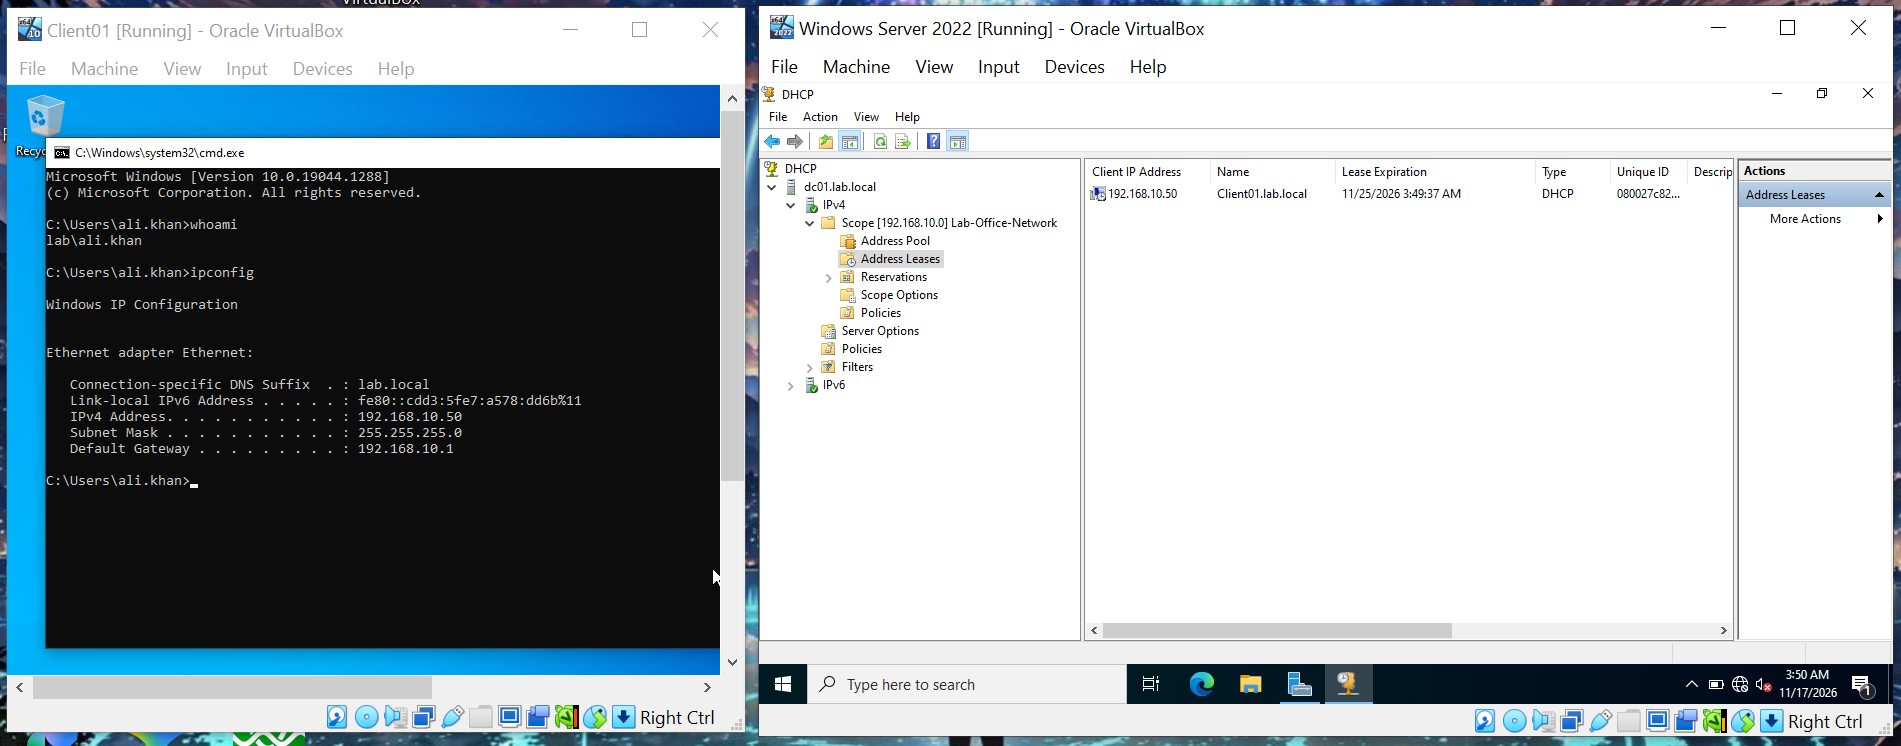 VirtualBox
Client01 [Running] - Oracle VirtualBox
File Machine View Input Devices Help
C:\Windows\system32\cmd.exe
Microsoft Windows [Version 10.0.19044.1288]
(c) Microsoft Corporation. All rights reserved.
C:\Users\ali.khan>whoami
lab\ali.khan
C:\Users\ali.khan>ipconfig
Windows IP Configuration
Ethernet adapter Ethernet:
Connection-specific DNS Suffix . : lab.local
Link-local IPv6 Address . . . . . : fe80::cdd3:5fe7:a578:dd6b%11
IPv4 Address. . . . . . . . . . . : 192.168.10.50
Subnet Mask . . . . . . . . . . . : 255.255.255.0
Default Gateway . . . . . . . . . : 192.168.10.1
C:\Users\ali.khan>
Right Ctrl
Windows Server 2022 [Running] - Oracle VirtualBox
File Machine View Input Devices Help
DHCP
File Action View Help
DHCP
dc01.lab.local
IPv4
Scope [192.168.10.0] Lab-Office-Network
Address Pool
Address Leases
Reservations
Scope Options
Policies
Server Options
Policies
Filters
IPv6
Client IP Address Name Lease Expiration Type Unique ID Descrip
192.168.10.50 Client01.lab.local 11/25/2026 3:49:37 AM DHCP 080027c82...
Actions
Address Leases
More Actions
Type here to search
3:50 AM
11/17/2026
1
Right Ctrl